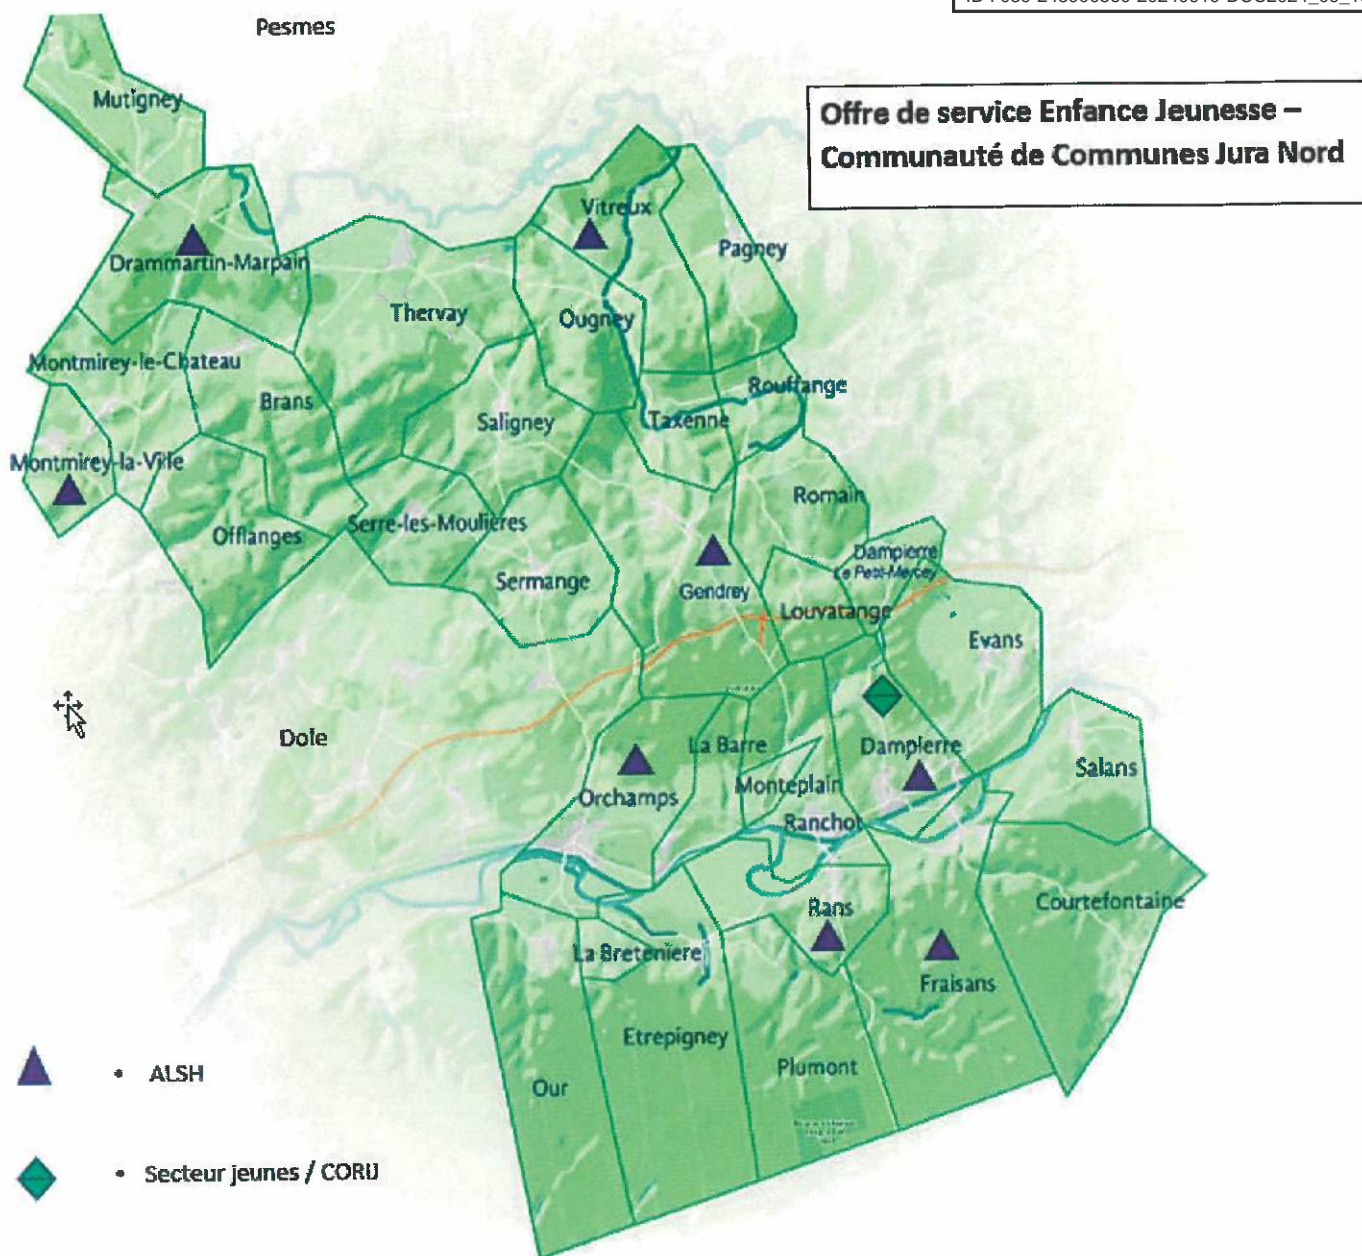 Pesmes
Offre de service Enfance Jeunesse –
Communauté de Communes Jura Nord
Mutigney
Vitreux
Pagney
Drammartin-Marpain
Thervay
Ougney
Montmirey-le-Chateau
Brans
Rouffange
Saligney
Taxenne
Montmirey-la-Ville
Romain
Serre-les-Moulières
Offlanges
Dampierre
Le Petit-Mercey
Sermange
Gendrey
Louvatange
Evans
Dole
La Barre
Dampierre
Salans
Monteplain
Orchamps
Ranchot
Courtefontaine
Rans
La Bretenière
Fraisans
Etrepigney
Plumont
Our
• ALSH
• Secteur jeunes / CORIJ